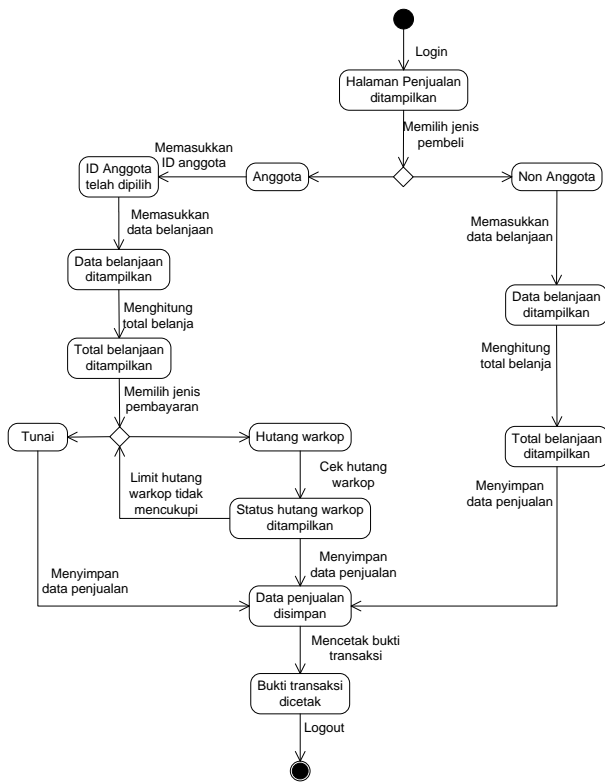 Login
Halaman Penjualan
ditampilkan
Memilih jenis
pembeli
Memasukkan
ID anggota
ID Anggota
telah dipilih
Anggota
Non Anggota
Memasukkan
data belanjaan
Memasukkan
data belanjaan
Data belanjaan
ditampilkan
Data belanjaan
ditampilkan
Menghitung
total belanja
Menghitung
total belanja
Total belanjaan
ditampilkan
Memilih jenis
pembayaran
Tunai
Hutang warkop
Total belanjaan
ditampilkan
Cek hutang
warkop
Limit hutang
warkop tidak
mencukupi
Status hutang warkop
ditampilkan
Menyimpan
data penjualan
Menyimpan
data penjualan
Menyimpan
data penjualan
Data penjualan
disimpan
Mencetak bukti
transaksi
Bukti transaksi
dicetak
Logout